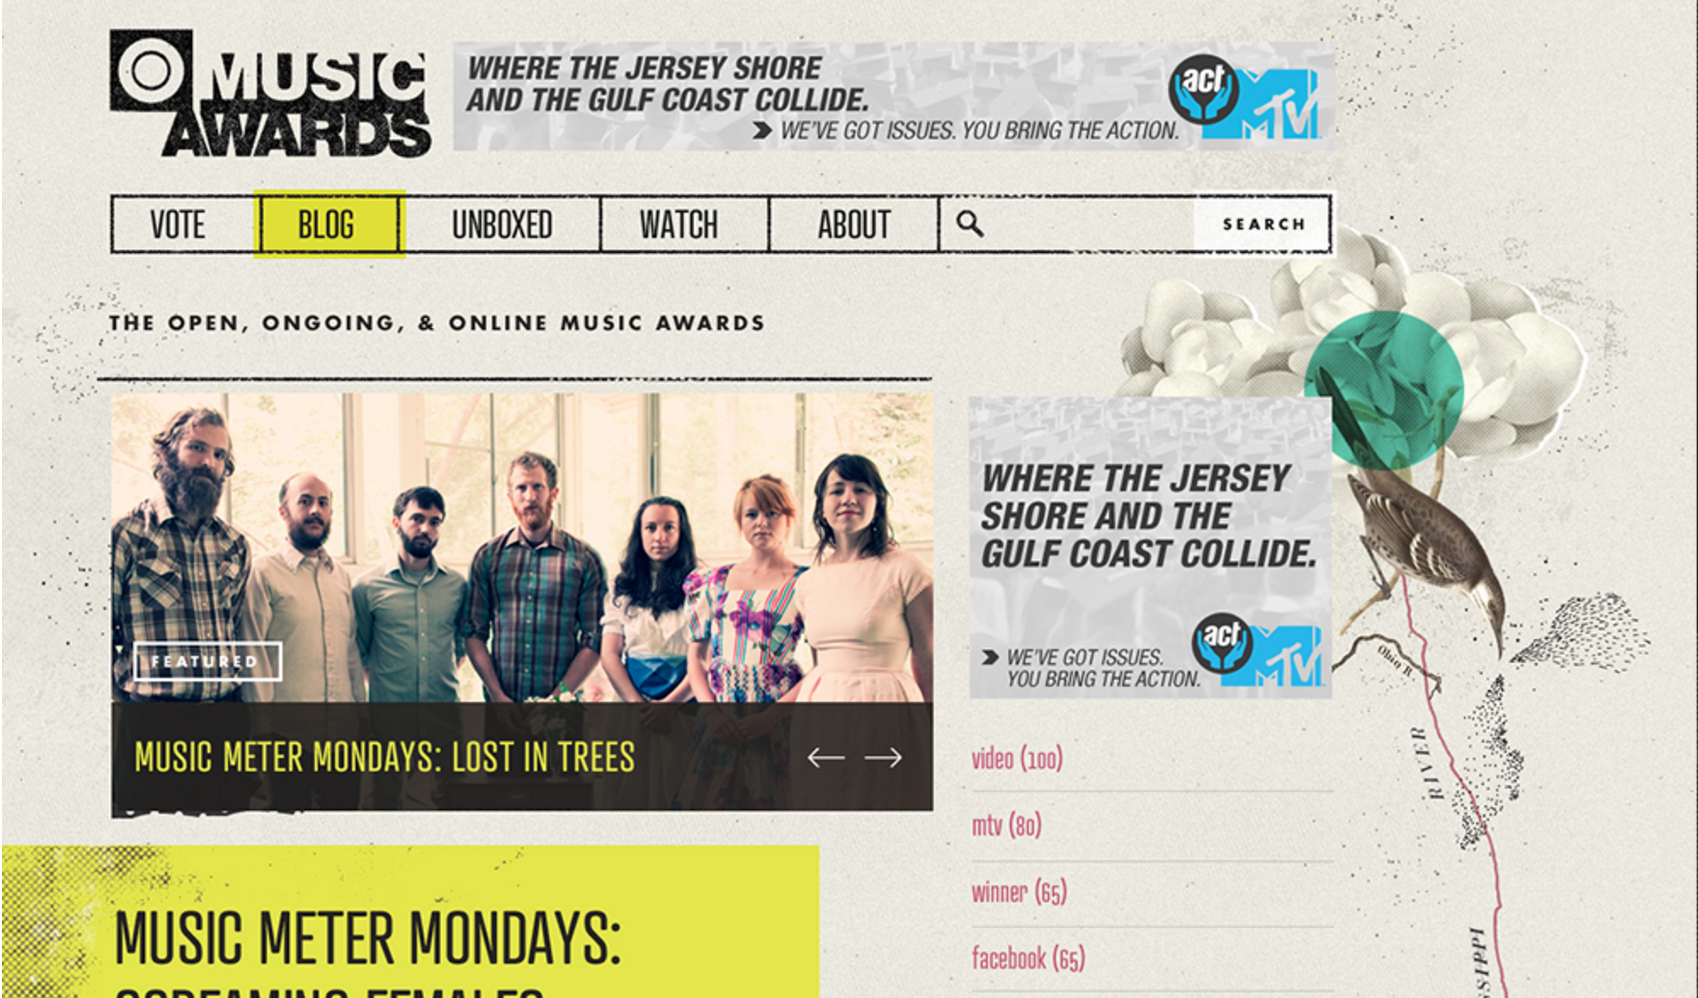 MUSIC
AWARDS
WHERE THE JERSEY SHORE
AND THE GULF COAST COLLIDE.
WE'VE GOT ISSUES. YOU BRING THE ACTION.
act
MTV
VOTE
BLOG
UNBOXED
WATCH
ABOUT
SEARCH
THE OPEN, ONGOING, & ONLINE MUSIC AWARDS
FEATURED
MUSIC METER MONDAYS: LOST IN TREES
WHERE THE JERSEY
SHORE AND THE
GULF COAST COLLIDE.
WE'VE GOT ISSUES.
YOU BRING THE ACTION.
act
MTV
Ohio R
RIVER
video (100)
mtv (80)
winner (65)
facebook (65)
MUSIC METER MONDAYS:
SCREAMING FEMALES
SSIPPI